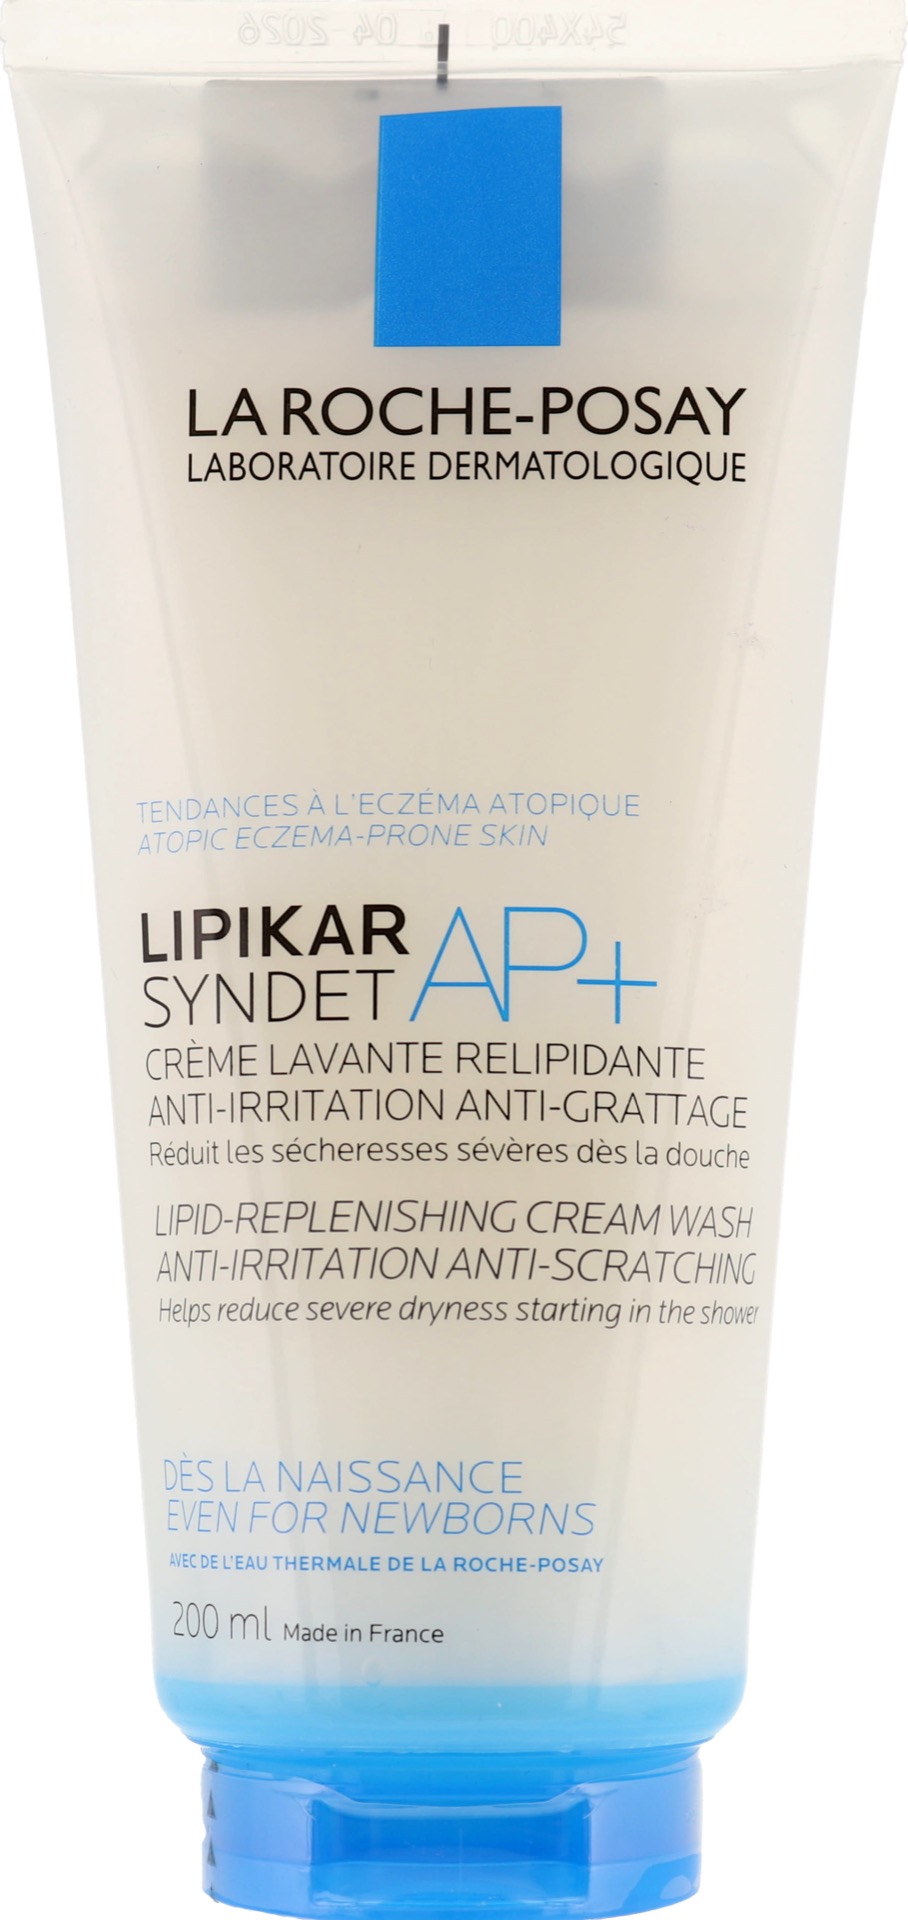 LA ROCHE-POSAY
LABORATOIRE DERMATOLOGIQUE
TENDANCES À L'ECZÉMA ATOPIQUE
ATOPIC ECZEMA-PRONE SKIN
LIPIKAR
SYNDET AP+
CRÈME LAVANTE RELIPIDANTE
ANTI-IRRITATION ANTI-GRATTAGE
Réduit les sécheresses sévères dès la douche
LIPID-REPLENISHING CREAM WASH
ANTI-IRRITATION ANTI-SCRATCHING
Helps reduce severe dryness starting in the shower
DÈS LA NAISSANCE
EVEN FOR NEWBORNS
AVEC DE L'EAU THERMALE DE LA ROCHE-POSAY
200 ml Made in France